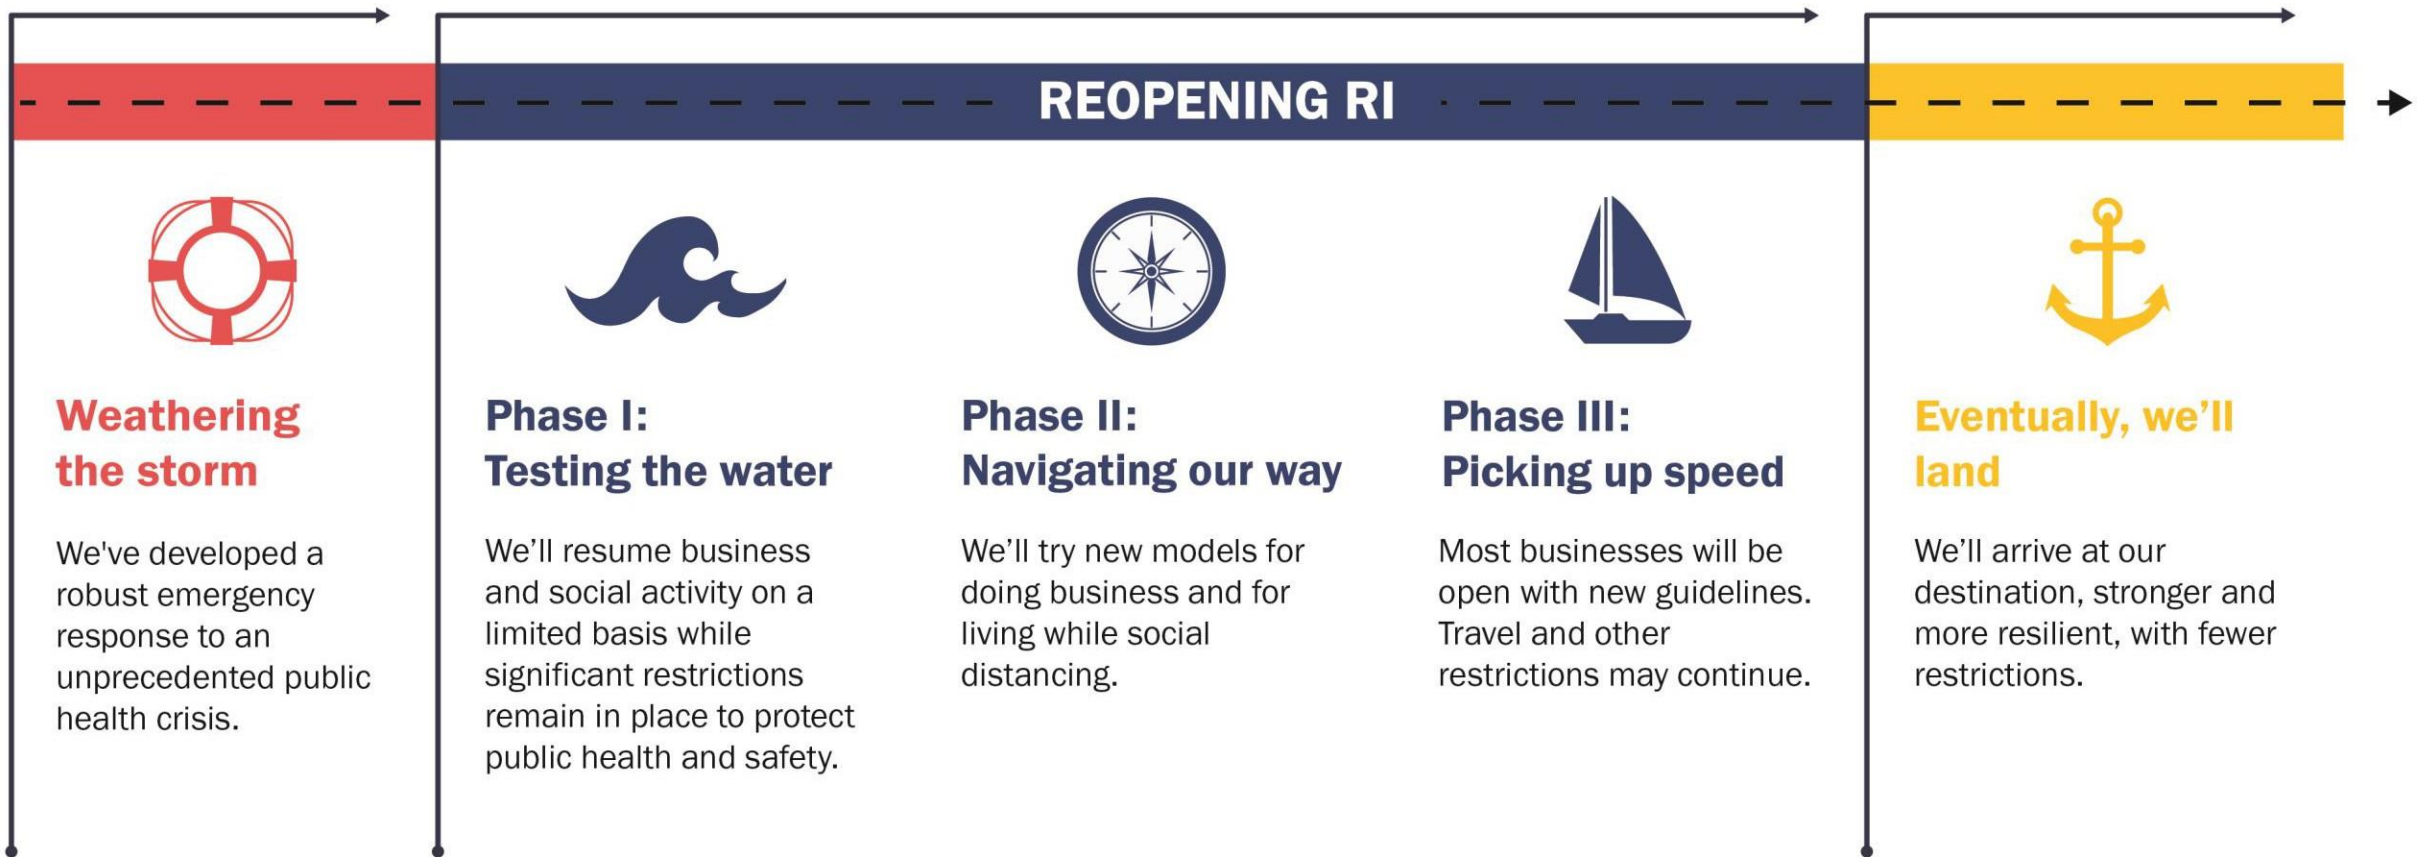 REOPENING RI
Weathering
the storm
We've developed a
robust emergency
response to an
unprecedented public
health crisis.
Phase I:
Testing the water
We’ll resume business
and social activity on a
limited basis while
significant restrictions
remain in place to protect
public health and safety.
Phase II:
Navigating our way
We’ll try new models for
doing business and for
living while social
distancing.
Phase III:
Picking up speed
Most businesses will be
open with new guidelines.
Travel and other
restrictions may continue.
Eventually, we’ll
land
We’ll arrive at our
destination, stronger and
more resilient, with fewer
restrictions.